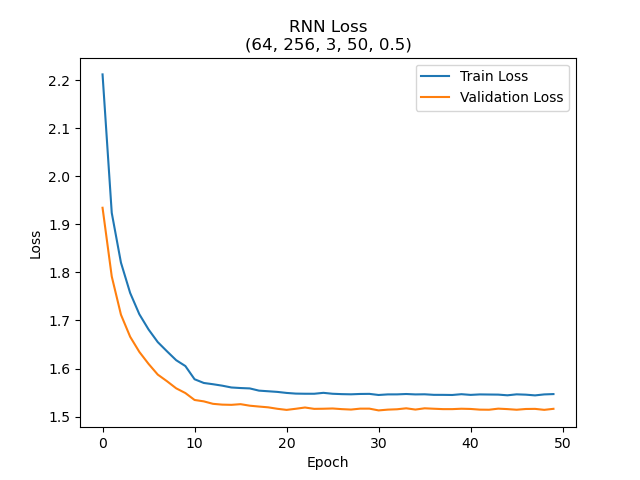 RNN Loss
(64, 256, 3, 50, 0.5)
Train Loss
Validation Loss
2.2
2.1
2.0
1.9
1.8
1.7
1.6
1.5
Loss
0 10 20 30 40 50
Epoch